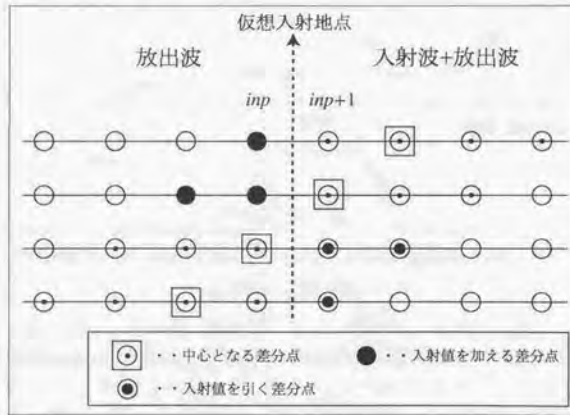 仮想入射地点
放出波
入射波+放出波
inp
inp+1
・・中心となる差分点
・・入射値を加える差分点
・・入射値を引く差分点